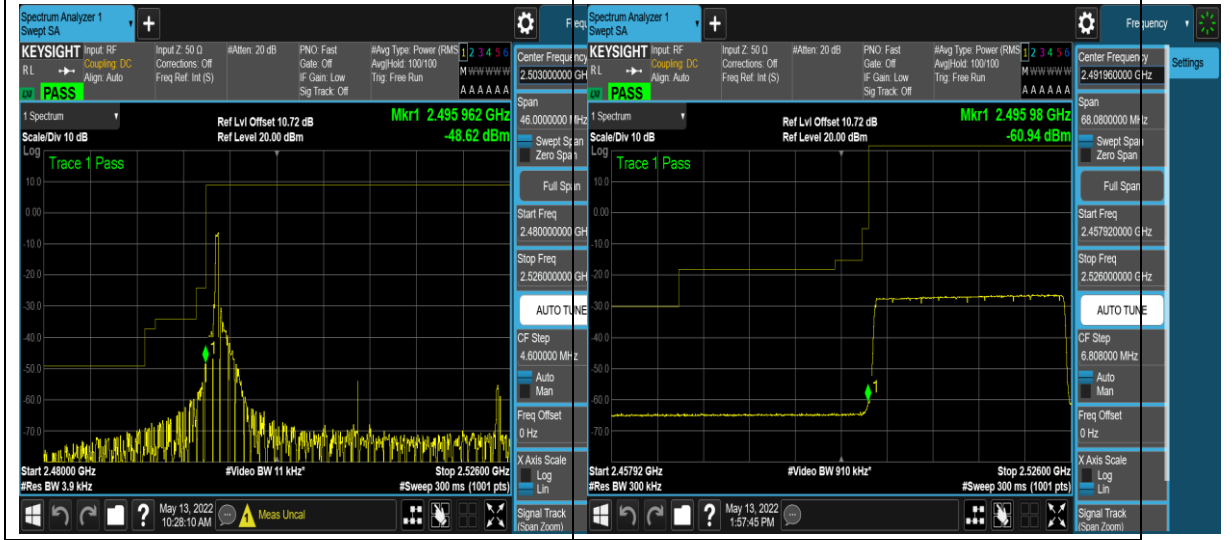 Spectrum Analyzer 1
Swept SA
+
Frequ
KEYSIGHT
RL
Input: RF
Coupling: DC
Align: Auto
Input Z: 50 Ω
Corrections: Off
Freq Ref: Int (S)
#Atten: 20 dB
PNO: Fast
Gate: Off
IF Gain: Low
Sig Track: Off
#Avg Type: Power (RMS
Avg|Hold: 100/100
Trig: Free Run
1 2 3 4 5 6
M W W W W W
A A A A A A
PASS
Center Frequency
2.503000000 GH
Span
46.0000000 MHz
Swept Span
Zero Span
Full Span
Start Freq
2.480000000 GH
Stop Freq
2.526000000 GH
AUTO TUNE
CF Step
4.600000 MHz
Auto
Man
Freq Offset
0 Hz
X Axis Scale
Log
Lin
Signal Track
(Span Zoom)
1 Spectrum
Scale/Div 10 dB
Ref Lvl Offset 10.72 dB
Ref Level 20.00 dBm
Mkr1 2.495 962 GHz
-48.62 dBm
Log
Trace 1 Pass
10.0
0.00
-10.0
-20.0
-30.0
-40.0
-50.0
-60.0
-70.0
1
Start 2.48000 GHz
#Video BW 11 kHz*
Stop 2.52600 GHz
#Res BW 3.9 kHz
#Sweep 300 ms (1001 pts)
?
May 13, 2022
10:28:10 AM
Meas Uncal
Spectrum Analyzer 1
Swept SA
+
Frequency
Settings
KEYSIGHT
RL
Input: RF
Coupling: DC
Align: Auto
Input Z: 50 Ω
Corrections: Off
Freq Ref: Int (S)
#Atten: 20 dB
PNO: Fast
Gate: Off
IF Gain: Low
Sig Track: Off
#Avg Type: Power (RMS
Avg|Hold: 100/100
Trig: Free Run
1 2 3 4 5 6
M W W W W W
A A A A A A
PASS
Center Frequency
2.491960000 GHz
Span
68.0800000 MHz
Swept Span
Zero Span
Full Span
Start Freq
2.457920000 GHz
Stop Freq
2.526000000 GHz
AUTO TUNE
CF Step
6.808000 MHz
Auto
Man
Freq Offset
0 Hz
X Axis Scale
Log
Lin
Signal Track
(Span Zoom)
1 Spectrum
Scale/Div 10 dB
Ref Lvl Offset 10.72 dB
Ref Level 20.00 dBm
Mkr1 2.495 98 GHz
-60.94 dBm
Log
Trace 1 Pass
10.0
0.00
-10.0
-20.0
-30.0
-40.0
-50.0
-60.0
-70.0
1
Start 2.45792 GHz
#Video BW 910 kHz*
Stop 2.52600 GHz
#Res BW 300 kHz
#Sweep 300 ms (1001 pts)
?
May 13, 2022
1:57:45 PM